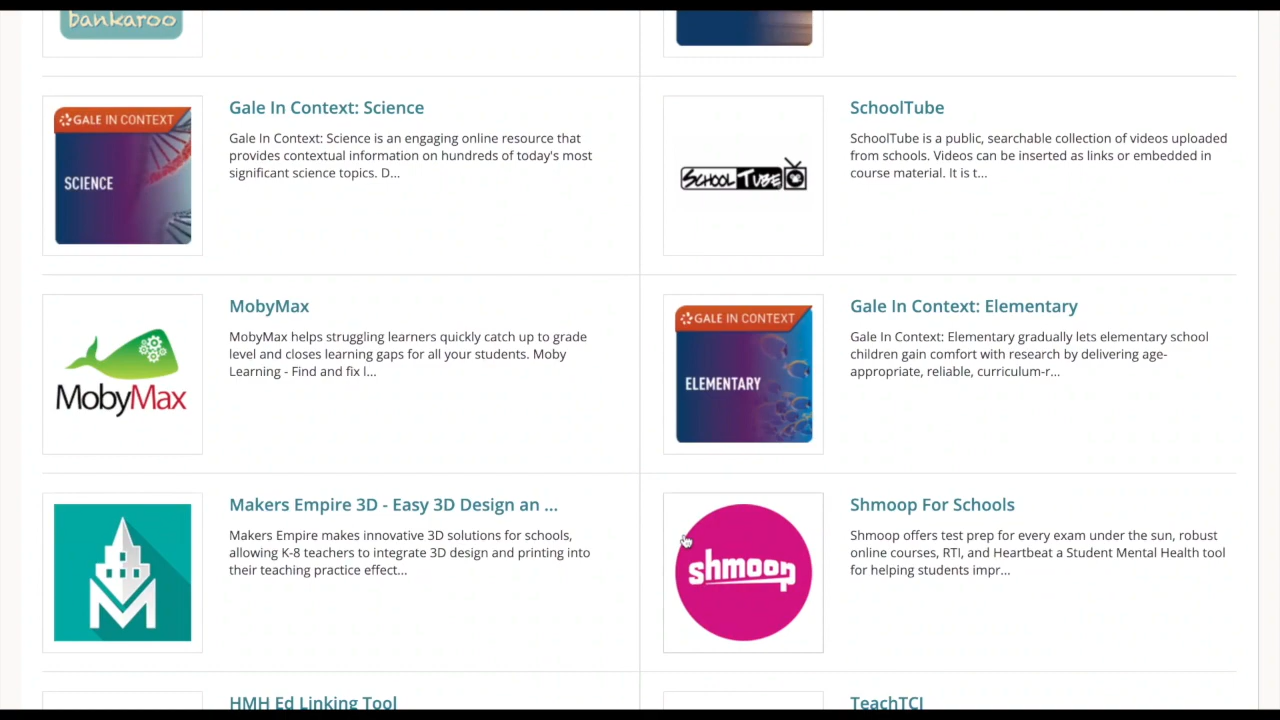 bankaroo
GALE IN CONTEXT
SCIENCE
Gale In Context: Science
Gale In Context: Science is an engaging online resource that
provides contextual information on hundreds of today's most
significant science topics. D...
SCHOOL TUBE
SchoolTube
SchoolTube is a public, searchable collection of videos uploaded
from schools. Videos can be inserted as links or embedded in
course material. It is t...
MobyMax
MobyMax
MobyMax helps struggling learners quickly catch up to grade
level and closes learning gaps for all your students. Moby
Learning - Find and fix l...
GALE IN CONTEXT
ELEMENTARY
Gale In Context: Elementary
Gale In Context: Elementary gradually lets elementary school
children gain comfort with research by delivering age-
appropriate, reliable, curriculum-r...
M
Makers Empire 3D - Easy 3D Design an ...
Makers Empire makes innovative 3D solutions for schools,
allowing K-8 teachers to integrate 3D design and printing into
their teaching practice effect...
shmoop
Shmoop For Schools
Shmoop offers test prep for every exam under the sun, robust
online courses, RTI, and Heartbeat a Student Mental Health tool
for helping students impr...
HMH Ed Linking Tool
TeachTCI